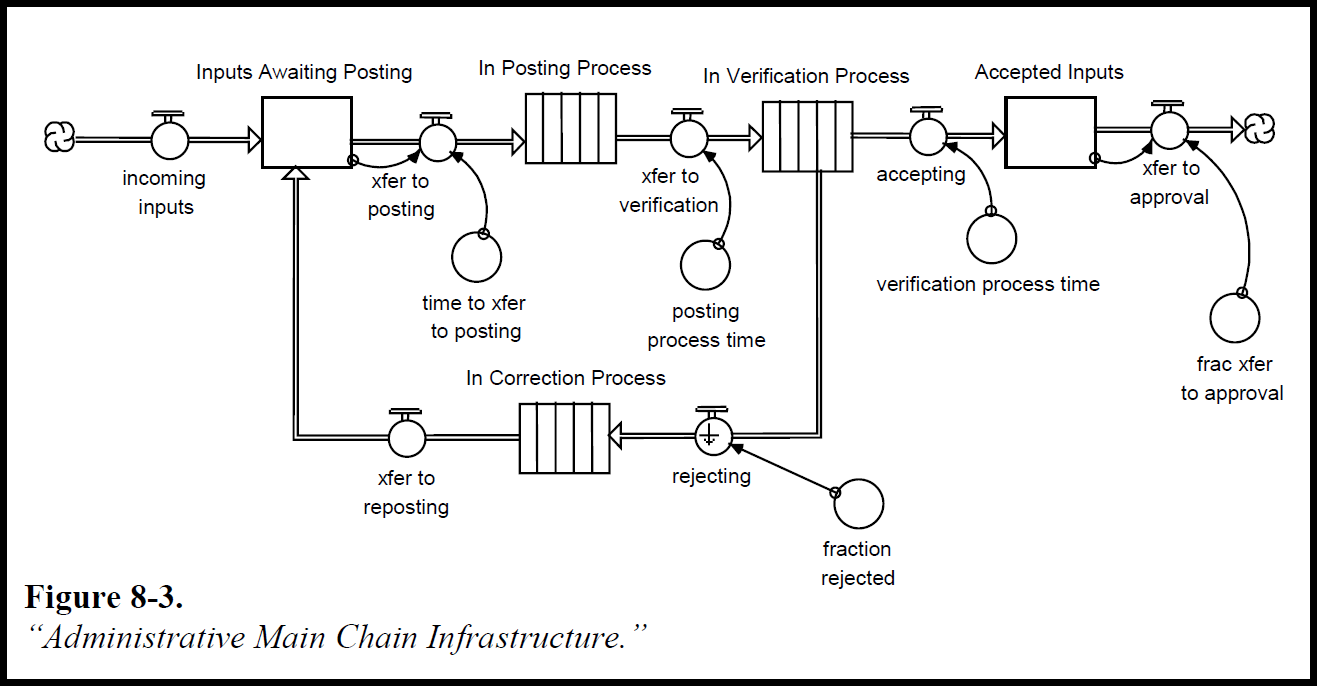 Inputs Awaiting Posting
In Posting Process
In Verification Process
Accepted Inputs
incoming
inputs
xfer to
posting
xfer to
verification
accepting
xfer to
approval
time to xfer
to posting
posting
process time
verification process time
frac xfer
to approval
In Correction Process
xfer to
reposting
rejecting
fraction
rejected
Figure 8-3.
“Administrative Main Chain Infrastructure.”